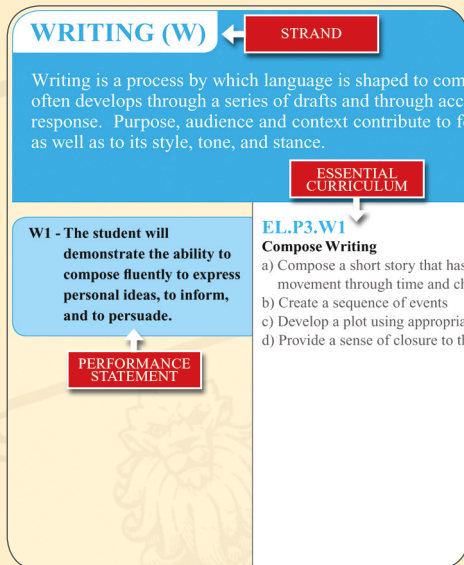 WRITING (W)
STRAND
Writing is a process by which language is shaped to com
often develops through a series of drafts and through acc
response. Purpose, audience and context contribute to f
as well as to its style, tone, and stance.
ESSENTIAL
CURRICULUM
W1 - The student will
demonstrate the ability to
compose fluently to express
personal ideas, to inform,
and to persuade.
PERFORMANCE
STATEMENT
EL.P3.W1
Compose Writing
a) Compose a short story that has
movement through time and ch
b) Create a sequence of events
c) Develop a plot using appropria
d) Provide a sense of closure to th